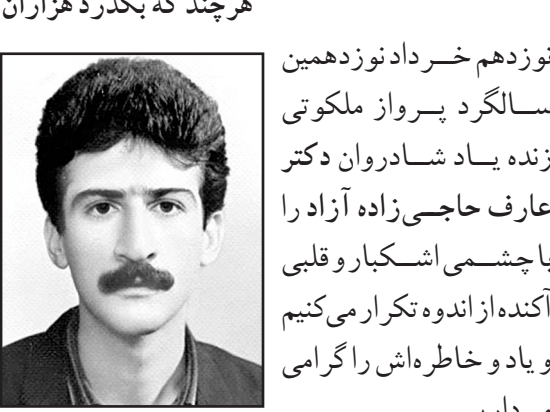 هرچند که بگذرد هزاران
نوزدهم خرداد نوزدهمین
سالگرد پرواز ملکوتی
زنده یاد شادروان دکتر
عارف حاجی‌زاده آزاد را
با چشمی اشکبار و قلبی
آکنده از اندوه تکرار می‌کنیم
و یاد و خاطره‌اش را گرامی